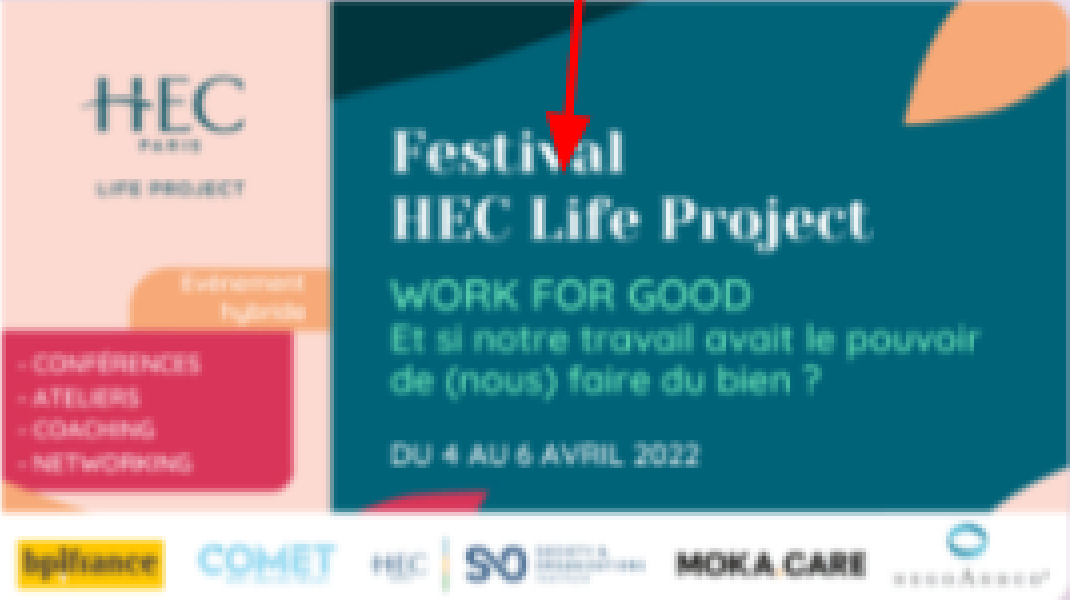 HEC
PARIS
LIFE PROJECT
Evénement
hybride
- CONFÉRENCES
- ATELIERS
- COACHING
- NETWORKING
Festival
HEC Life Project
WORK FOR GOOD
Et si notre travail avait le pouvoir
de (nous) faire du bien ?
DU 4 AU 6 AVRIL 2022
bpifrance
COMET
HEC
S&O
MOKA.CARE